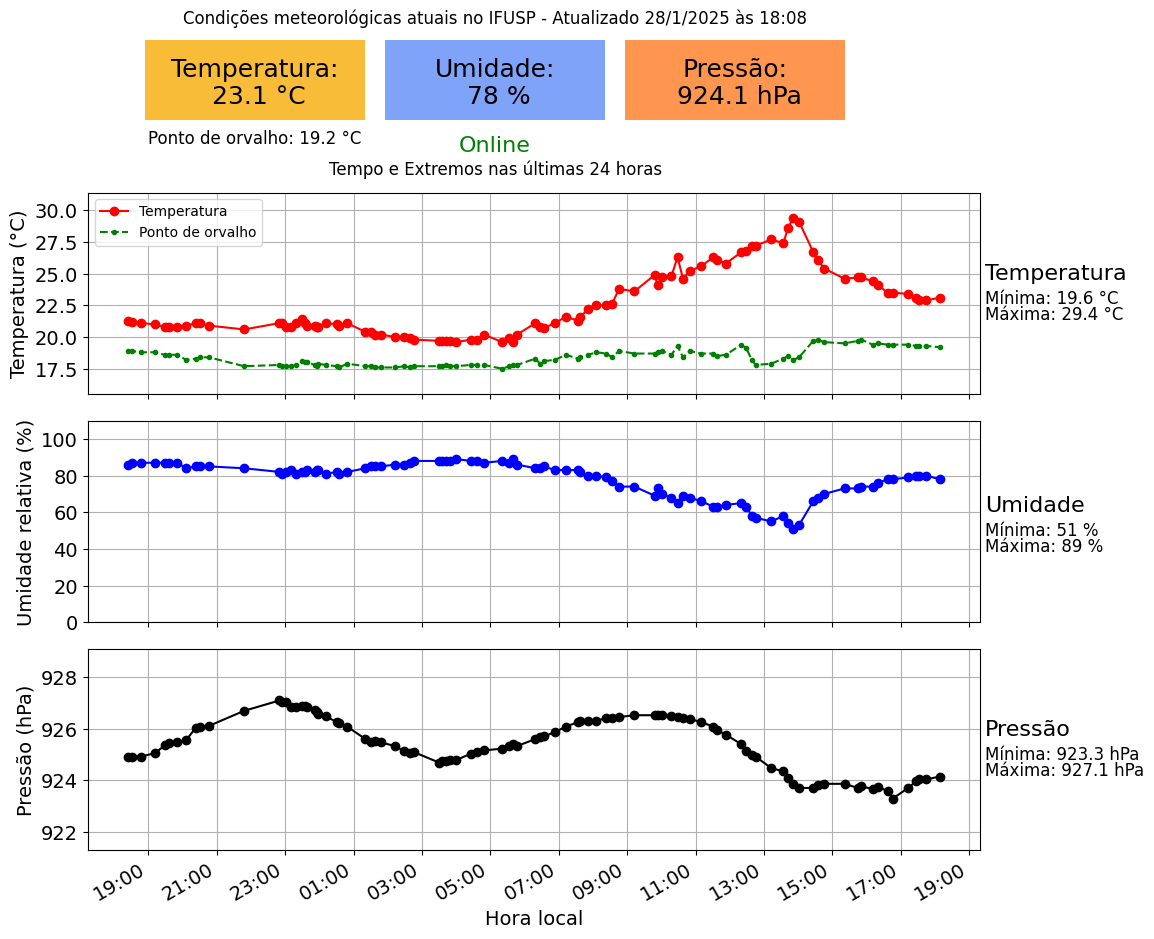 Condições meteorológicas atuais no IFUSP - Atualizado 28/1/2025 às 18:08
Temperatura:
23.1 °C
Umidade:
78 %
Pressão:
924.1 hPa
Ponto de orvalho: 19.2 °C
Online
Tempo e Extremos nas últimas 24 horas
Temperatura (°C)
30.0
27.5
25.0
22.5
20.0
17.5
Temperatura
Ponto de orvalho
Temperatura
Mínima: 19.6 °C
Máxima: 29.4 °C
Umidade relativa (%)
100
80
60
40
20
0
Umidade
Mínima: 51 %
Máxima: 89 %
Pressão (hPa)
928
926
924
922
Pressão
Mínima: 923.3 hPa
Máxima: 927.1 hPa
19:00 21:00 23:00 01:00 03:00 05:00 07:00 09:00 11:00 13:00 15:00 17:00 19:00
Hora local